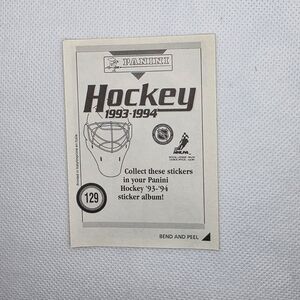 PANINI
Hockey
1993-1994
NHLPA
Collect these stickers
in your Panini
Hockey '93-'94
sticker album!
129
BEND AND PEEL